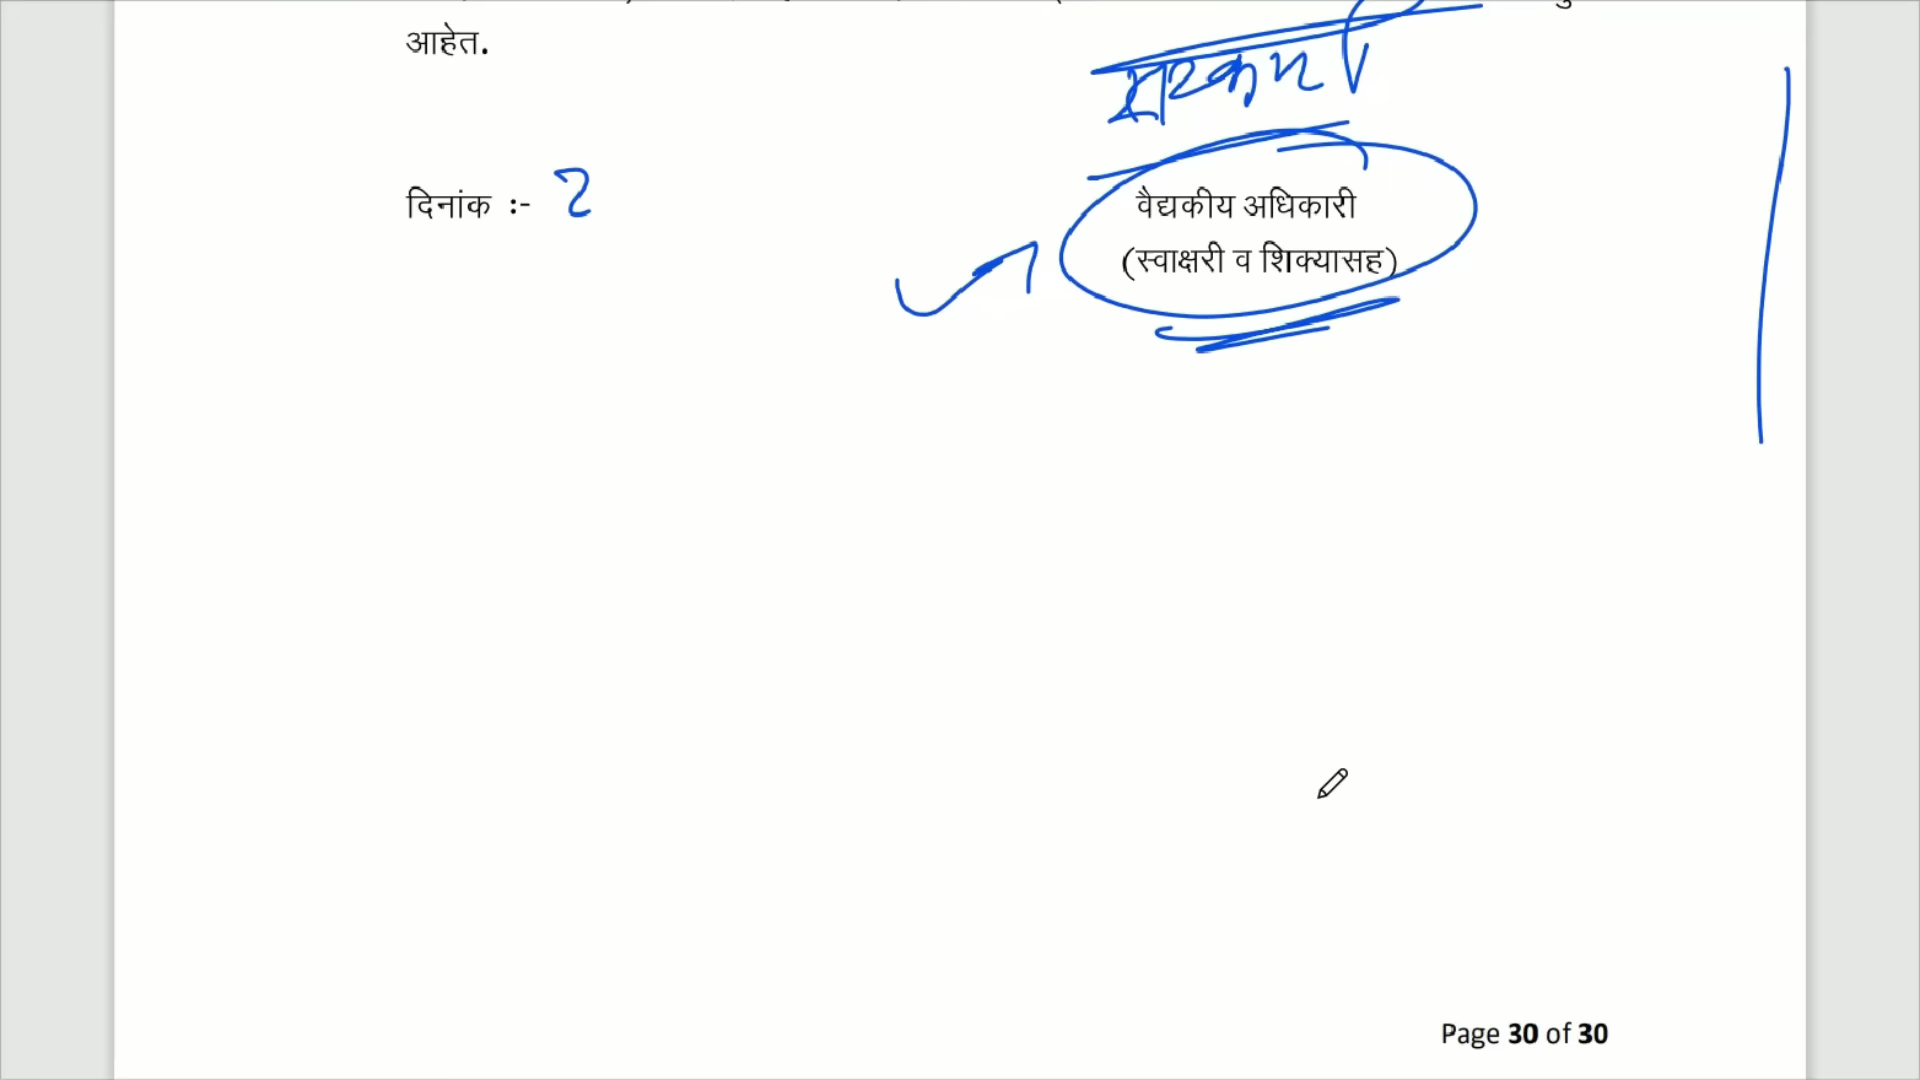 आहेत.
दिनांक :- 2
वैद्यकीय अधिकारी
(स्वाक्षरी व शिक्यासह)
Page 30 of 30